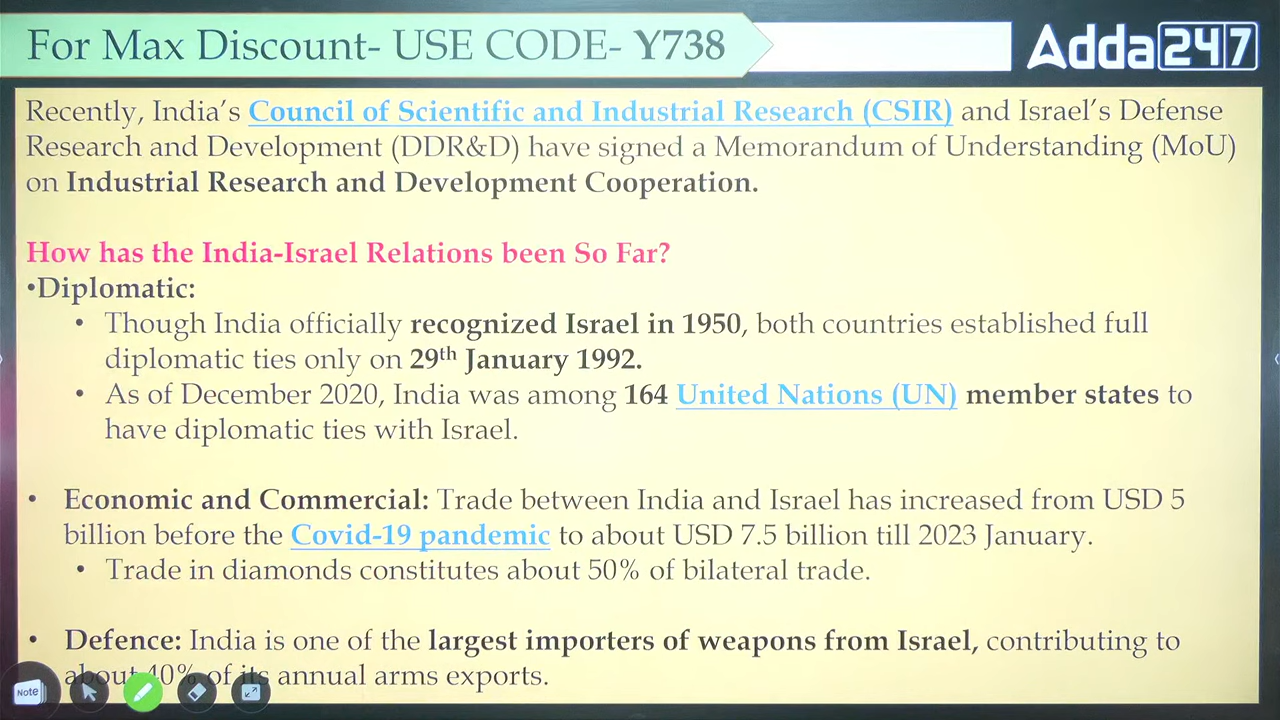 For Max Discount- USE CODE- Y738
Adda247
Recently, India's Council of Scientific and Industrial Research (CSIR) and Israel's Defense
Research and Development (DDR&D) have signed a Memorandum of Understanding (MoU)
on Industrial Research and Development Cooperation.
How has the India-Israel Relations been So Far?
•Diplomatic:
• Though India officially recognized Israel in 1950, both countries established full
diplomatic ties only on 29th January 1992.
• As of December 2020, India was among 164 United Nations (UN) member states to
have diplomatic ties with Israel.
• Economic and Commercial: Trade between India and Israel has increased from USD 5
billion before the Covid-19 pandemic to about USD 7.5 billion till 2023 January.
• Trade in diamonds constitutes about 50% of bilateral trade.
• Defence: India is one of the largest importers of weapons from Israel, contributing to
about 40% of its annual arms exports.
Note